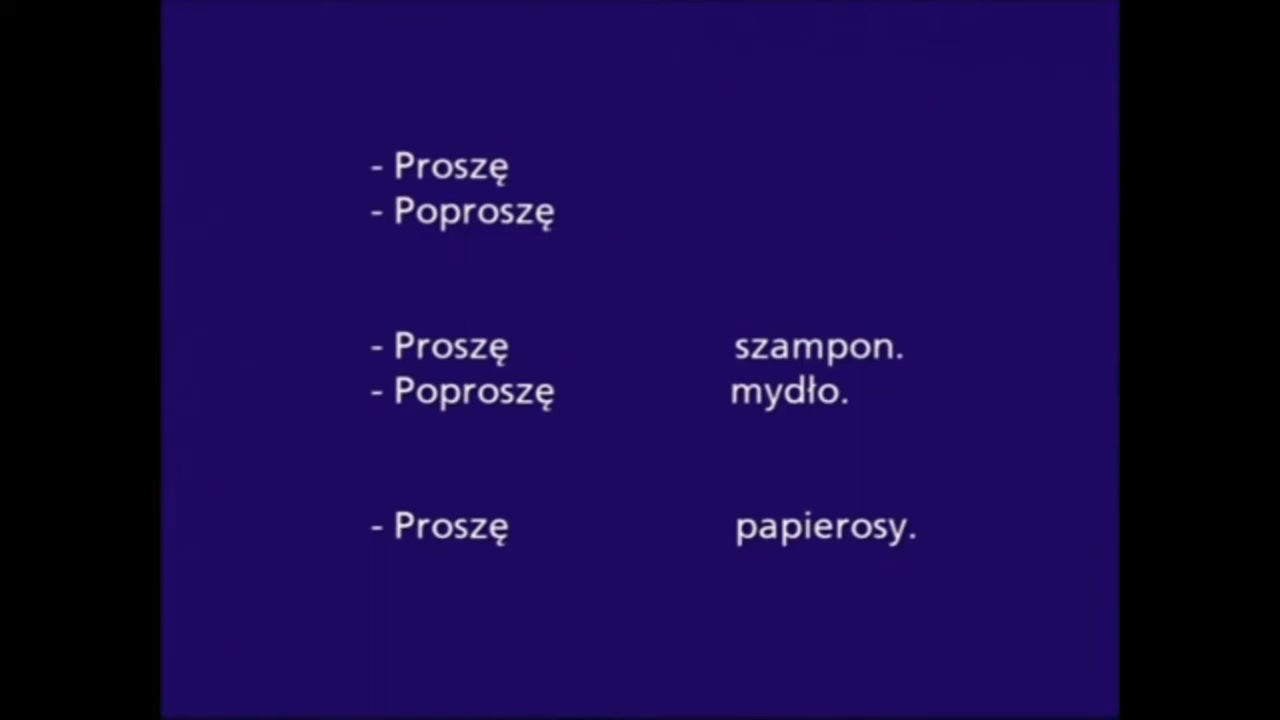 - Proszę
- Poproszę
- Proszę szampon.
- Poproszę mydło.
- Proszę papierosy.